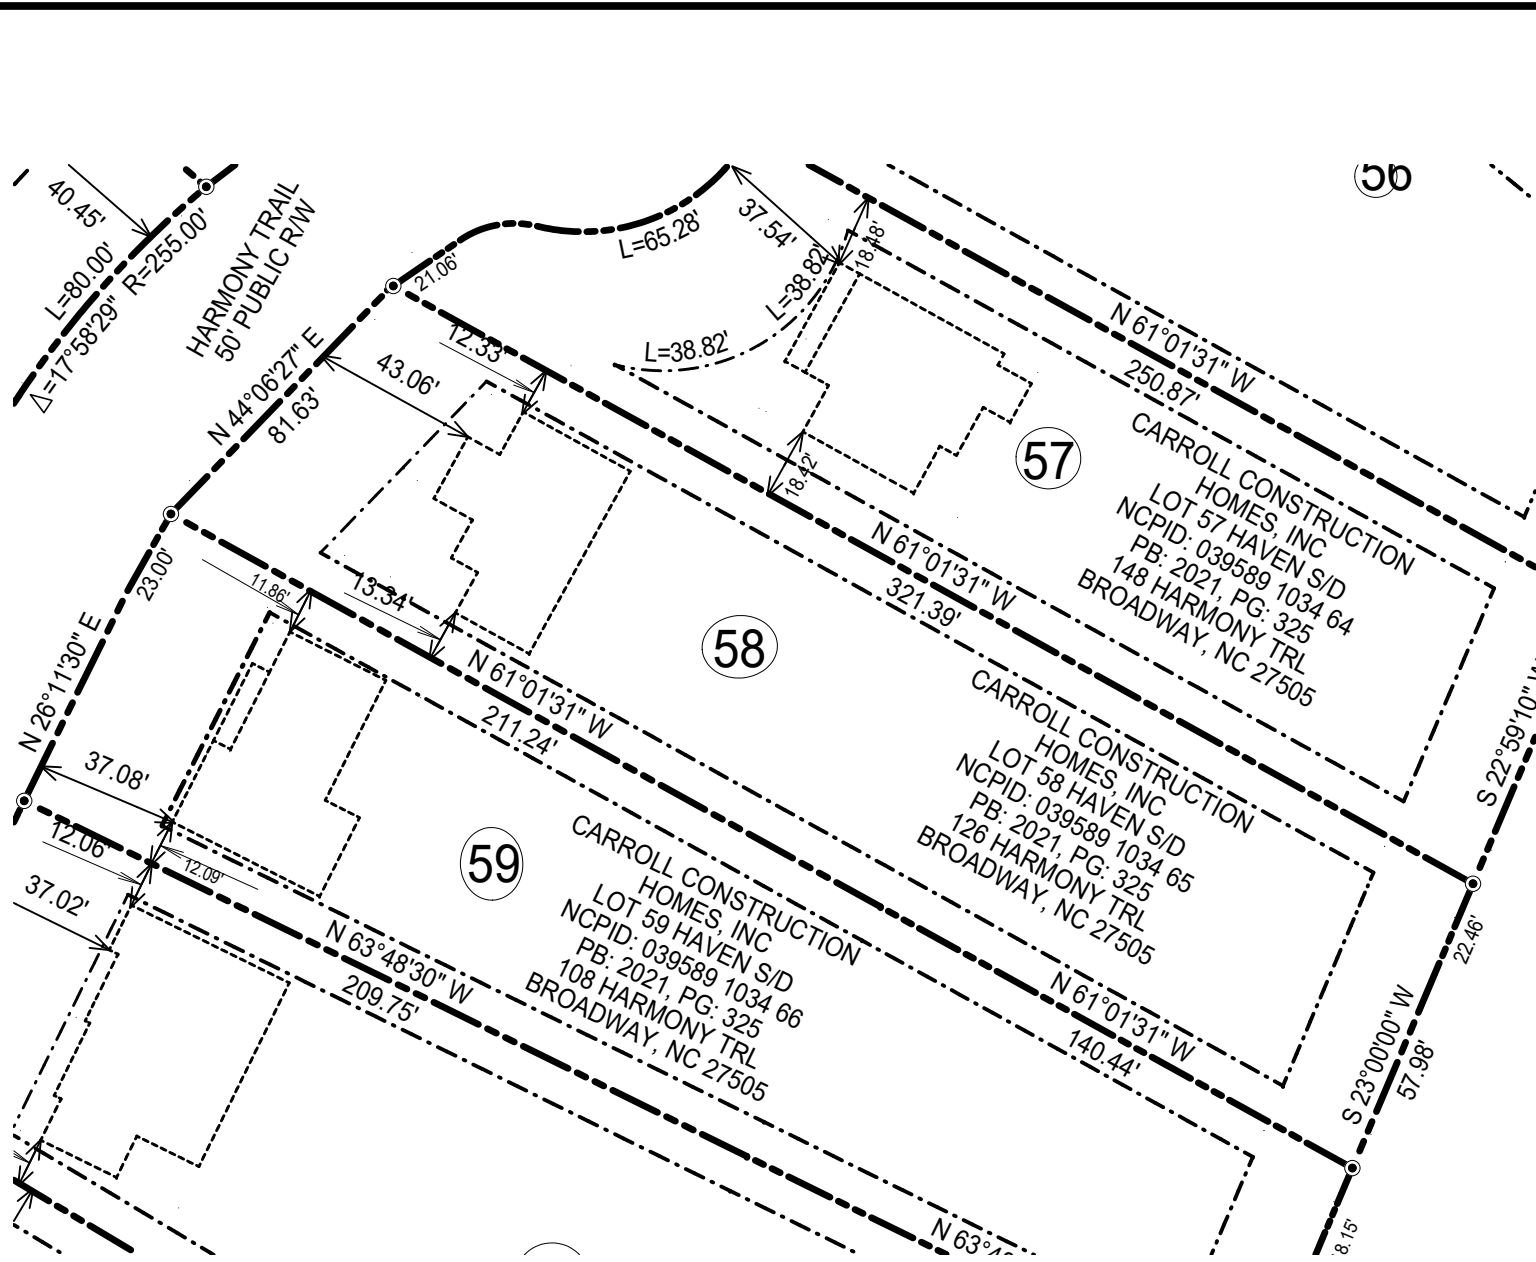 56
40.45'
L=80.00'
R=255.00'
Δ=17°58'29"
HARMONY TRAIL
50' PUBLIC R/W
21.06'
L=65.28'
37.54'
18.48'
L=38.82'
L=38.82'
N 61°01'31" W
250.87'
12.33'
43.06'
N 44°06'27" E
81.63'
57
CARROLL CONSTRUCTION
HOMES, INC
LOT 57 HAVEN S/D
NCPID: 039589 1034 64
PB: 2021, PG: 325
148 HARMONY TRL
BROADWAY, NC 27505
18.42'
N 61°01'31" W
321.39'
23.00'
11.86'
13.34'
58
N 61°01'31" W
211.24'
N 26°11'30" E
CARROLL CONSTRUCTION
HOMES, INC
LOT 58 HAVEN S/D
NCPID: 039589 1034 65
PB: 2021, PG: 325
126 HARMONY TRL
BROADWAY, NC 27505
S 22°59'10" W
37.08'
12.06'
12.09'
37.02'
59
CARROLL CONSTRUCTION
HOMES, INC
LOT 59 HAVEN S/D
NCPID: 039589 1034 66
PB: 2021, PG: 325
108 HARMONY TRL
BROADWAY, NC 27505
22.46'
N 63°48'30" W
209.75'
N 61°01'31" W
140.44'
S 23°00'00" W
57.98'
8.15'
N 63°4